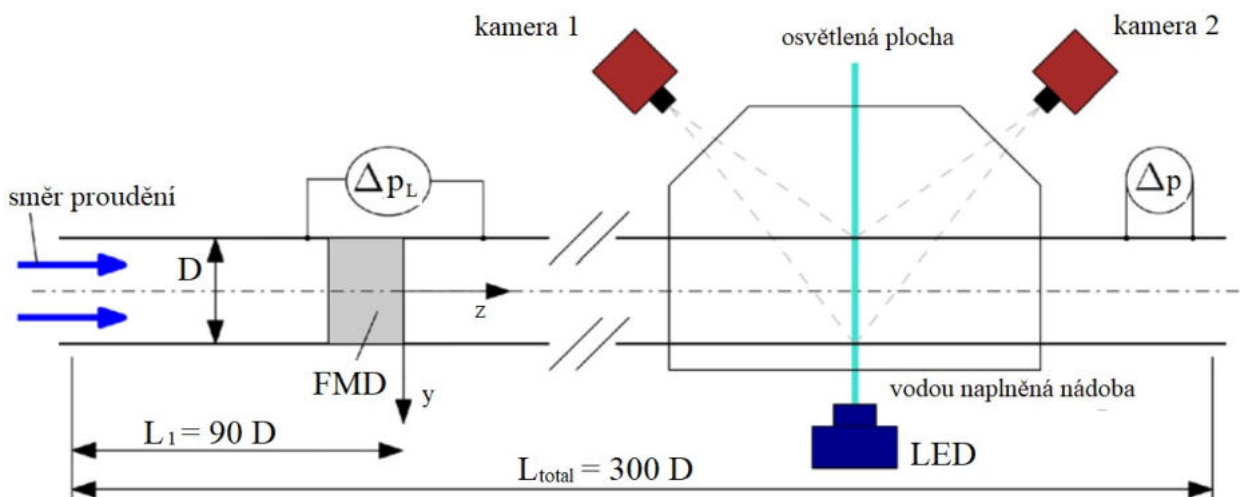 kamera 1
osvětlená plocha
kamera 2
Δp_L
Δp
směr proudění
D
z
FMD
y
vodou naplněná nádoba
L₁ = 90 D
LED
L_total = 300 D